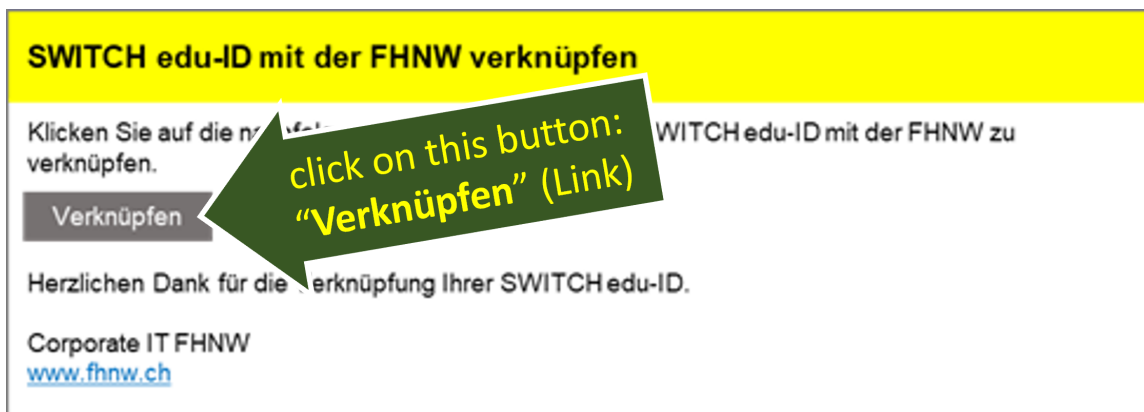 SWITCH edu-ID mit der FHNW verknüpfen
Klicken Sie auf die WITCH edu-ID mit der FHNW zu
verknüpfen.
click on this button:
“Verknüpfen” (Link)
Verknüpfen
Herzlichen Dank für die Verknüpfung Ihrer SWITCH edu-ID.
Corporate IT FHNW
www.fhnw.ch